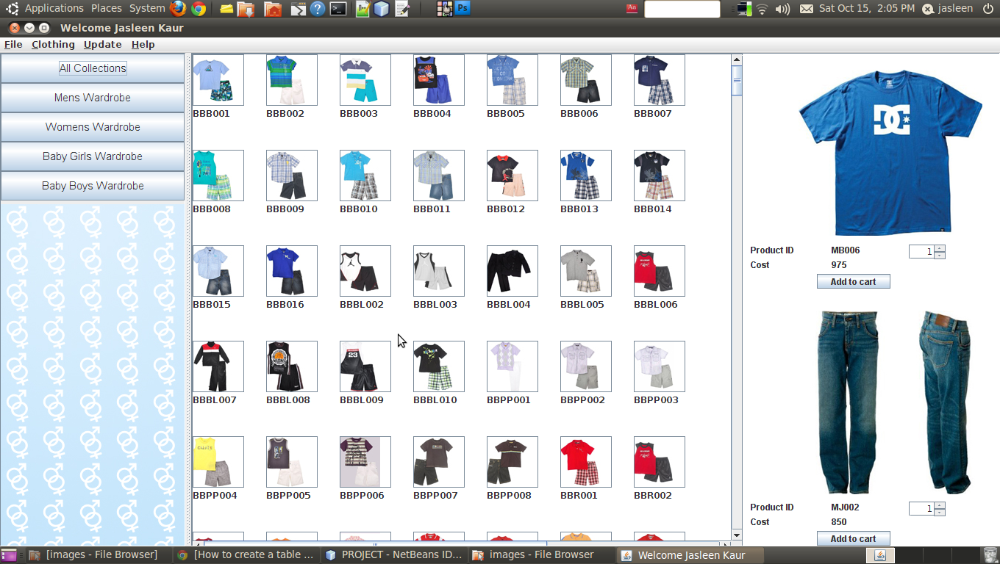 Applications Places System
Aa
Sat Oct 15, 2:05 PM
jasleen
Welcome Jasleen Kaur
File Clothing Update Help
All Collections
Mens Wardrobe
Womens Wardrobe
Baby Girls Wardrobe
Baby Boys Wardrobe
BBB001 BBB002 BBB003 BBB004 BBB005 BBB006 BBB007
BBB008 BBB009 BBB010 BBB011 BBB012 BBB013 BBB014
BBB015 BBB016 BBBL002 BBBL003 BBBL004 BBBL005 BBBL006
23
BBBL007 BBBL008 BBBL009 BBBL010 BBPP001 BBPP002 BBPP003
BBPP004 BBPP005 BBPP006 BBPP007 BBPP008 BBR001 BBR002
DC
Product ID MB006 1
Cost 975
Add to cart
Product ID MJ002 1
Cost 850
Add to cart
Ps
[images - File Browser]
[How to create a table ...
PROJECT - NetBeans ID...
images - File Browser
Welcome Jasleen Kaur